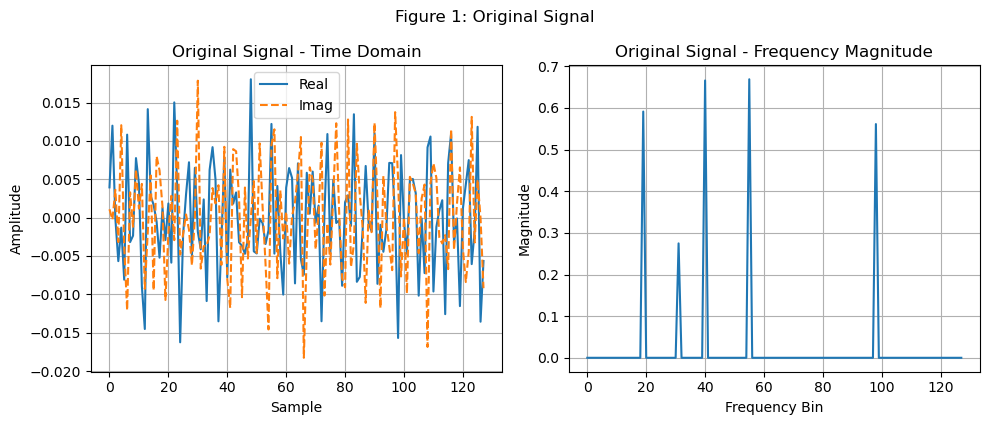 Figure 1: Original Signal
Original Signal - Time Domain
Real
Imag
0.015
0.010
0.005
0.000
−0.005
−0.010
−0.015
−0.020
Amplitude
0 20 40 60 80 100 120
Sample
Original Signal - Frequency Magnitude
0.7
0.6
0.5
0.4
0.3
0.2
0.1
0.0
Magnitude
0 20 40 60 80 100 120
Frequency Bin